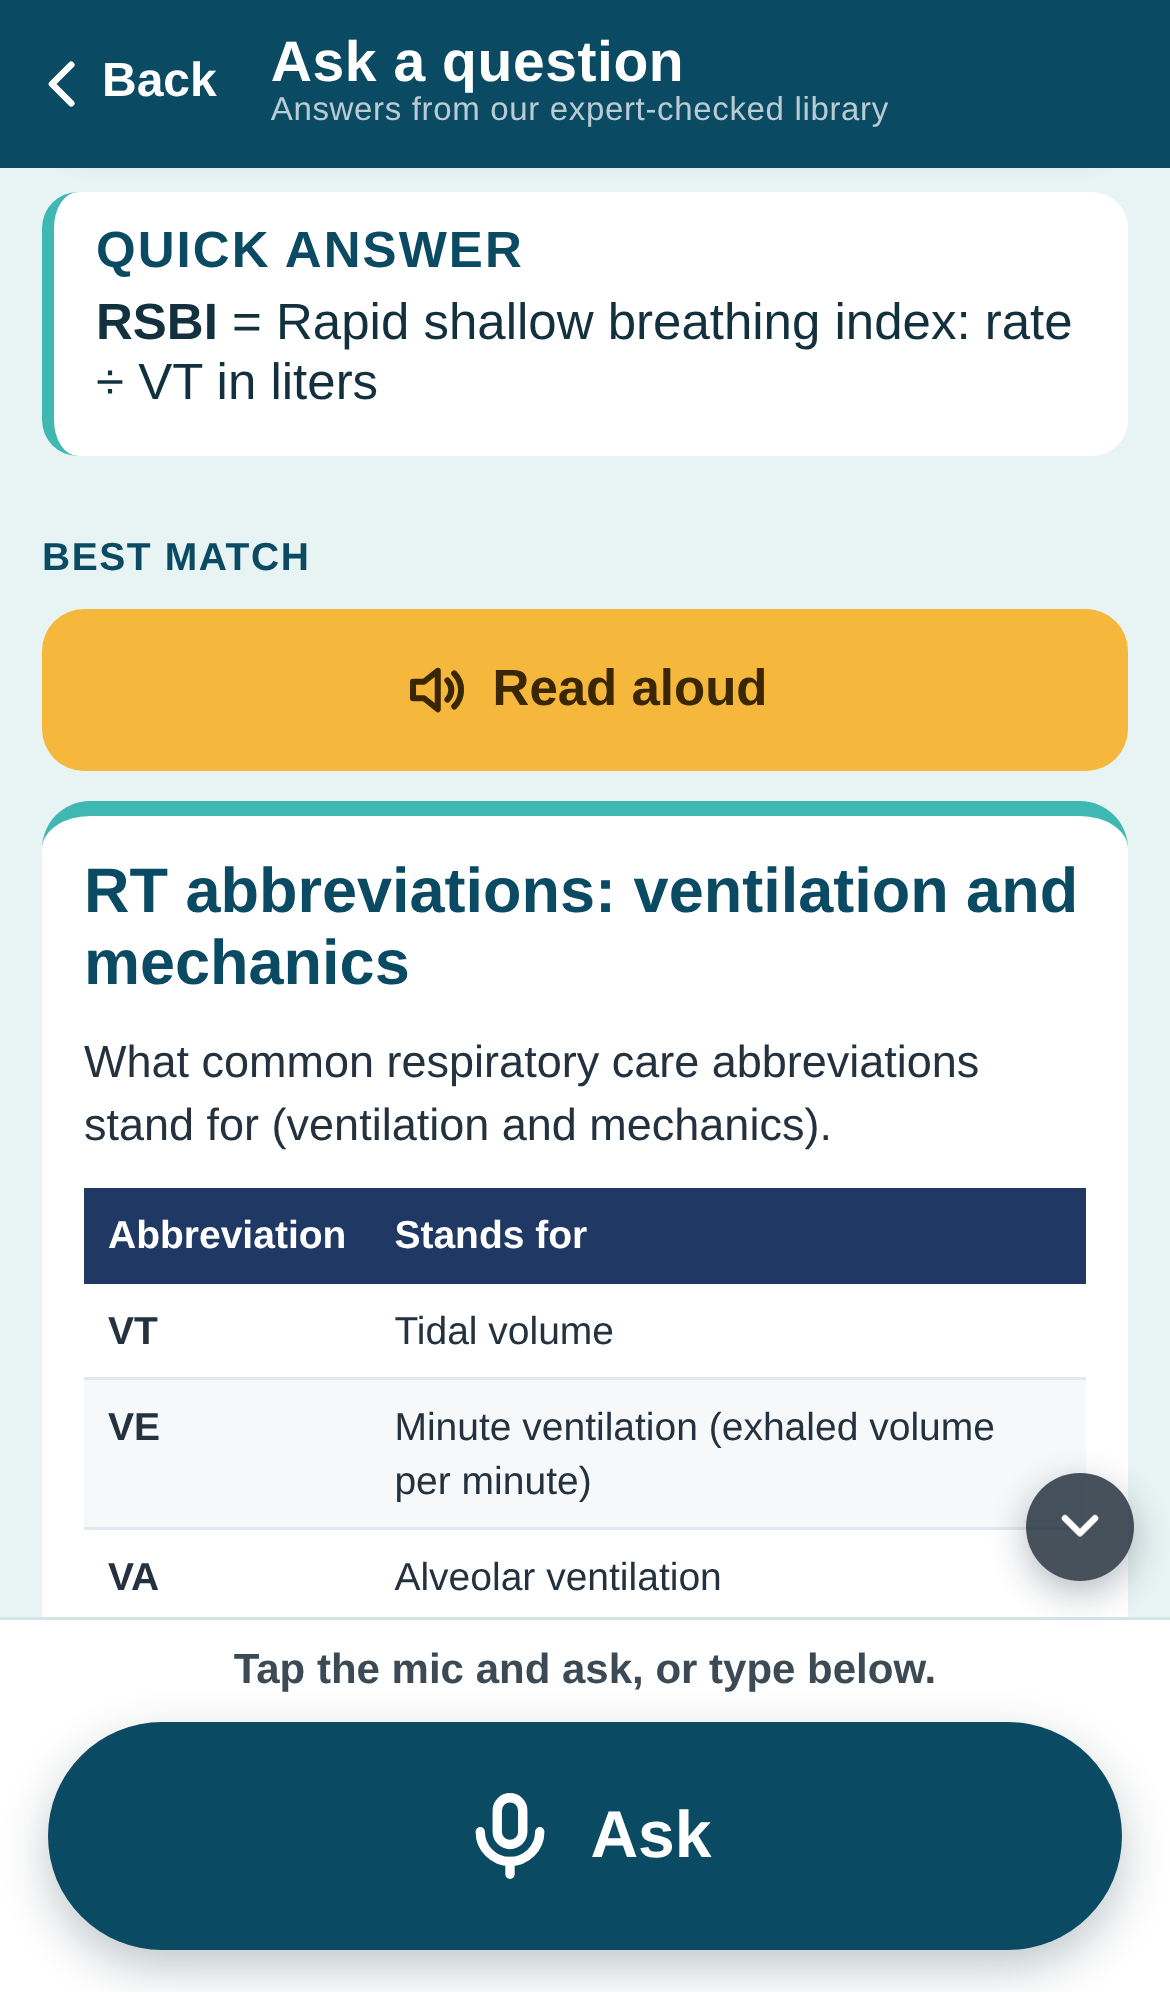 Back
Ask a question
Answers from our expert-checked library
QUICK ANSWER
RSBI = Rapid shallow breathing index: rate
÷ VT in liters
BEST MATCH
Read aloud
RT abbreviations: ventilation and
mechanics
What common respiratory care abbreviations
stand for (ventilation and mechanics).
Abbreviation Stands for
VT Tidal volume
VE Minute ventilation (exhaled volume
per minute)
VA Alveolar ventilation
Tap the mic and ask, or type below.
Ask